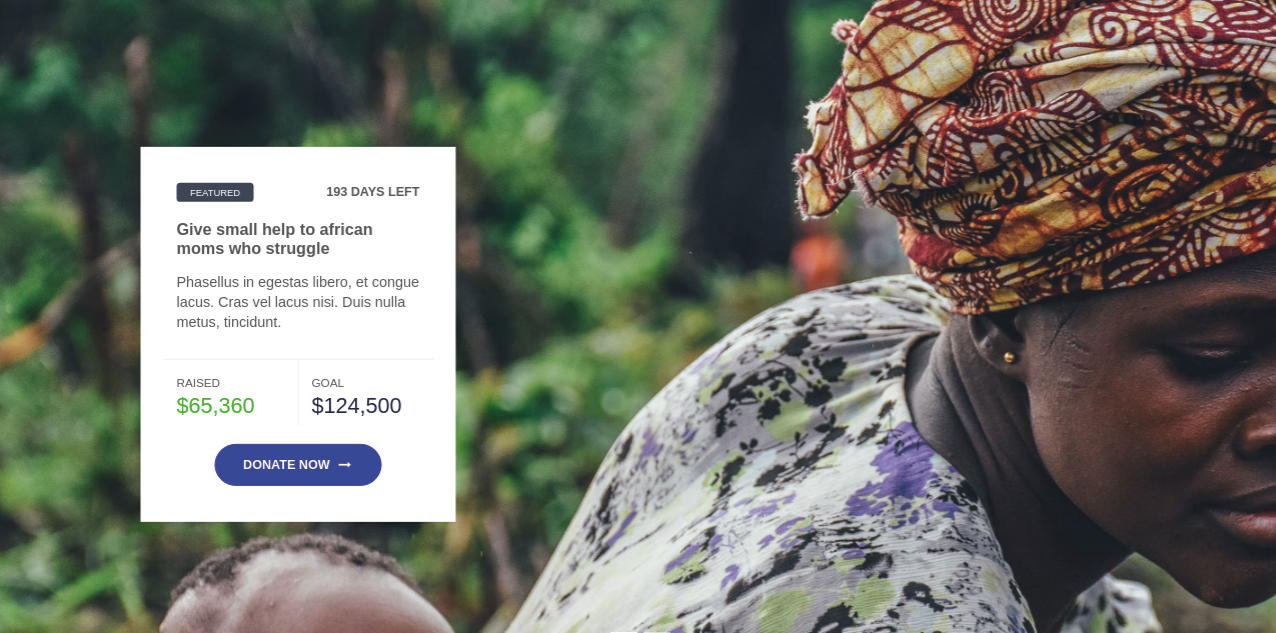 FEATURED
193 DAYS LEFT
Give small help to african
moms who struggle
Phasellus in egestas libero, et congue
lacus. Cras vel lacus nisi. Duis nulla
metus, tincidunt.
RAISED
GOAL
$65,360
$124,500
DONATE NOW